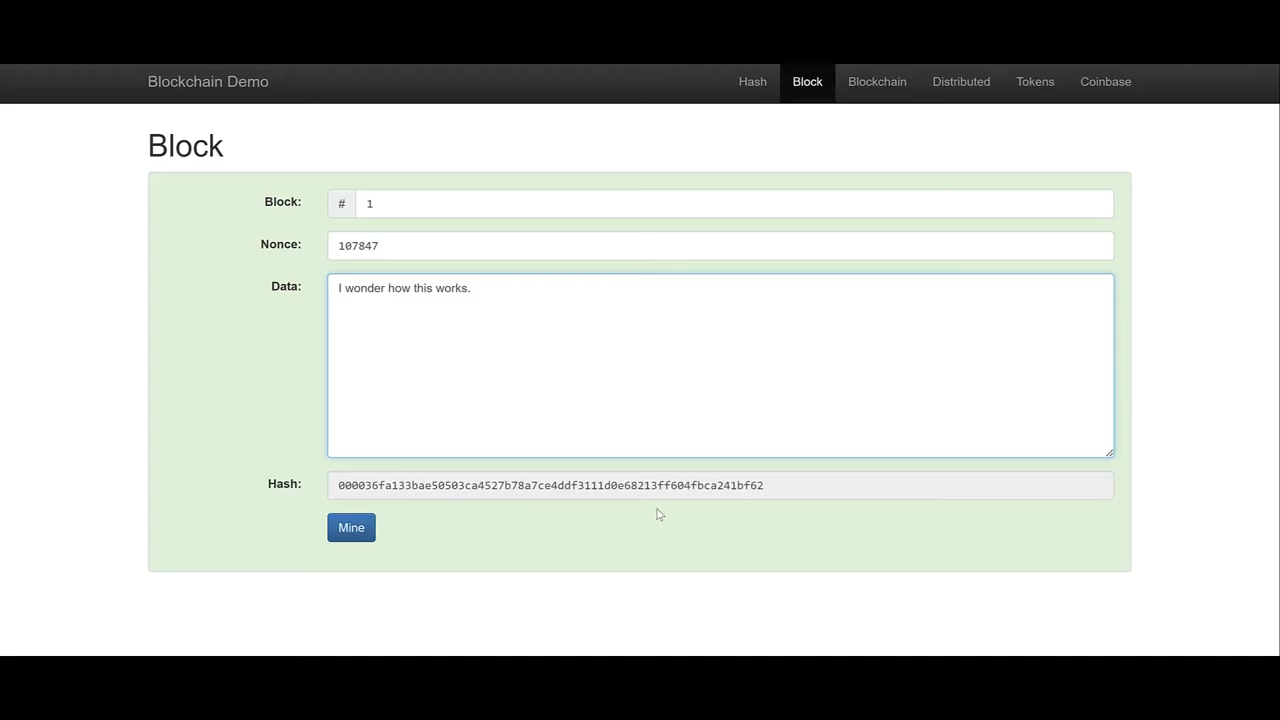 Blockchain Demo
Hash Block Blockchain Distributed Tokens Coinbase
Block
Block: # 1
Nonce: 107847
Data: I wonder how this works.
Hash: 000036fa133bae50503ca4527b78a7ce4ddf3111d0e68213ff604fbca241bf62
Mine